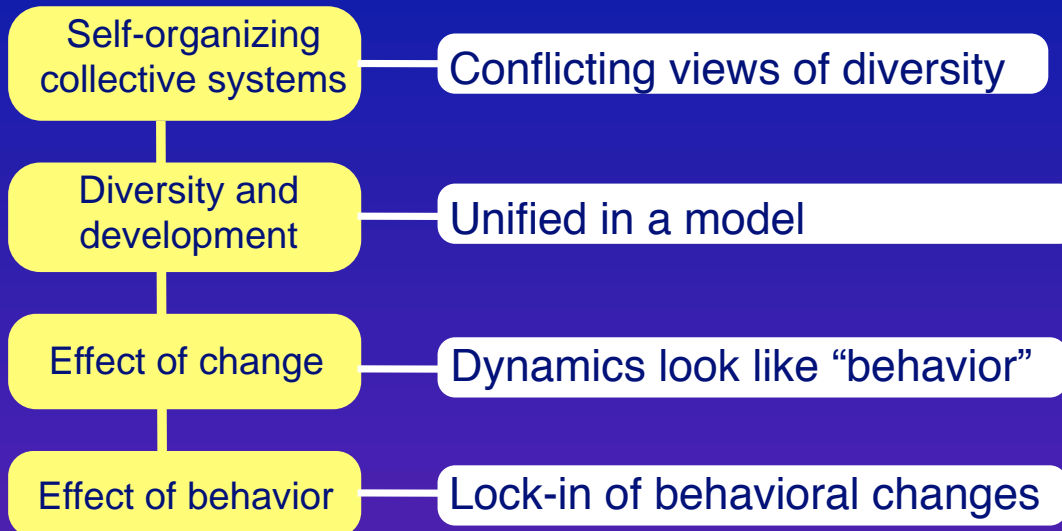 Self-organizing
collective systems
Conflicting views of diversity
Diversity and
development
Unified in a model
Effect of change
Dynamics look like “behavior”
Effect of behavior
Lock-in of behavioral changes